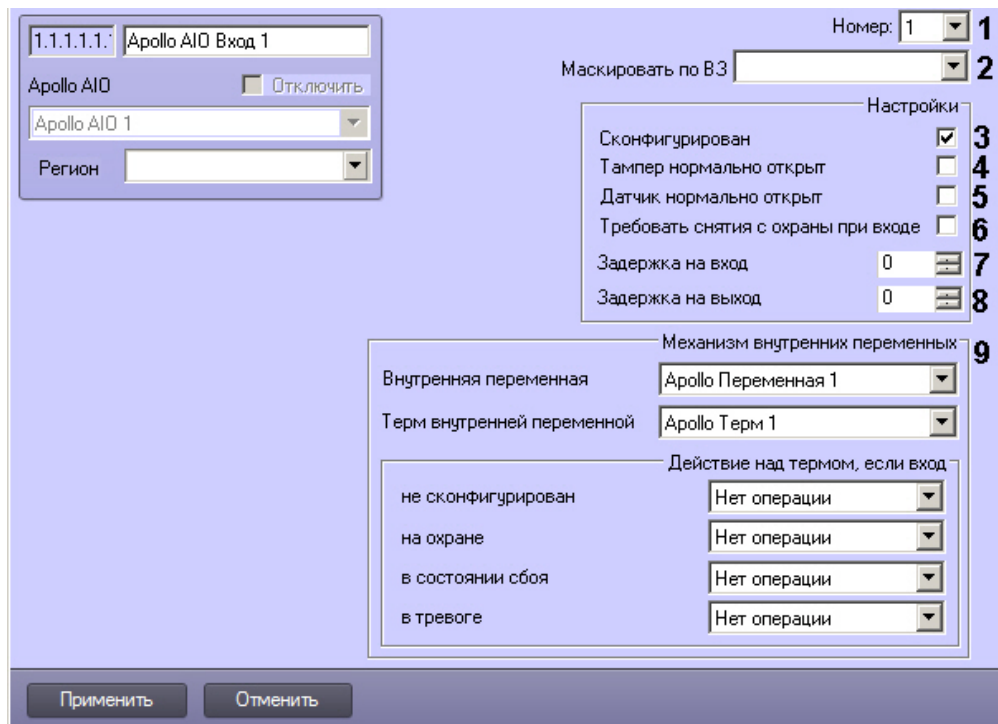 1.1.1.1.1. Apollo AIO Вход 1
Apollo AIO Отключить
Apollo AIO 1
Регион
Номер: 1 1
Маскировать по ВЗ 2
Настройки
Сконфигурирован 3
Тампер нормально открыт 4
Датчик нормально открыт 5
Требовать снятия с охраны при входе 6
Задержка на вход 0 7
Задержка на выход 0 8
Механизм внутренних переменных 9
Внутренняя переменная Apollo Переменная 1
Терм внутренней переменной Apollo Терм 1
Действие над термом, если вход
не сконфигурирован Нет операции
на охране Нет операции
в состоянии сбоя Нет операции
в тревоге Нет операции
Применить Отменить